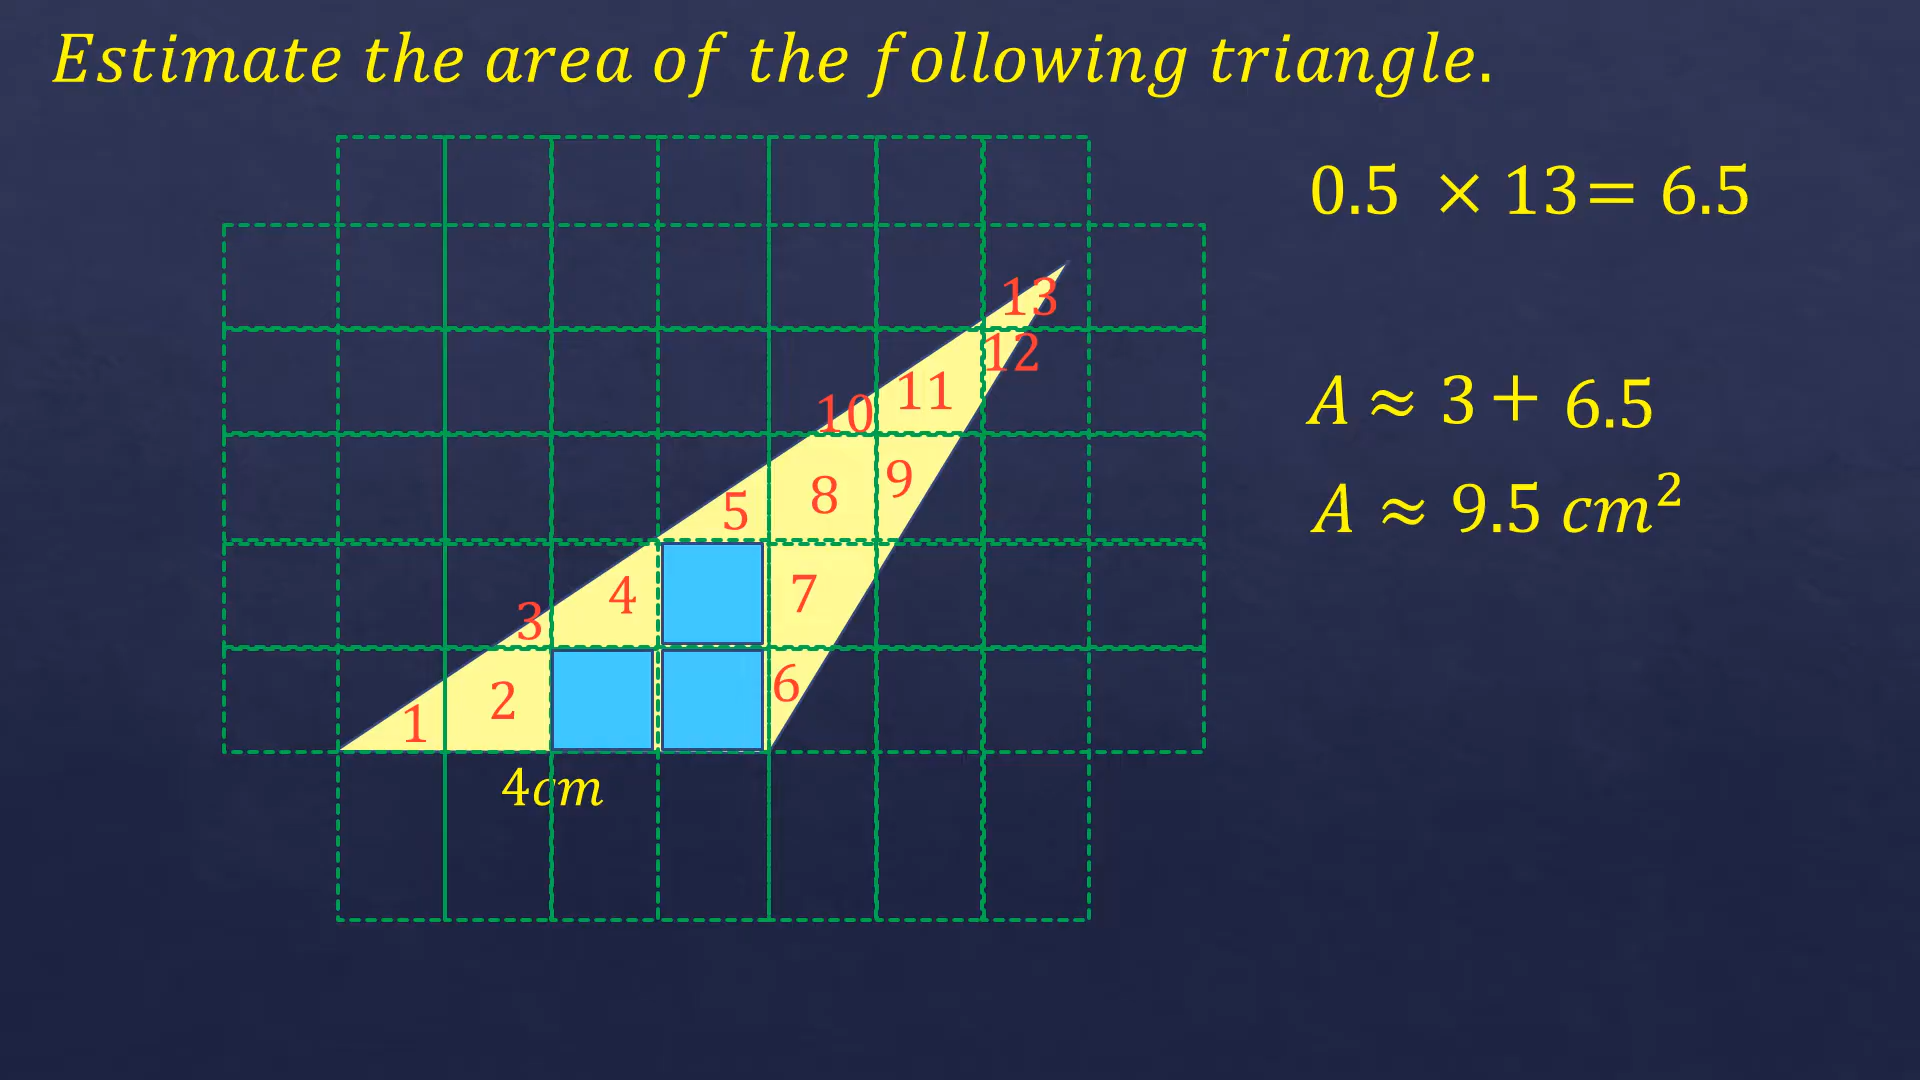 Estimate the area of the following triangle.
0.5 × 13 = 6.5
13
12
11
10
A ≈ 3 + 6.5
9
8
5
A ≈ 9.5 cm²
4
7
3
6
2
1
4cm